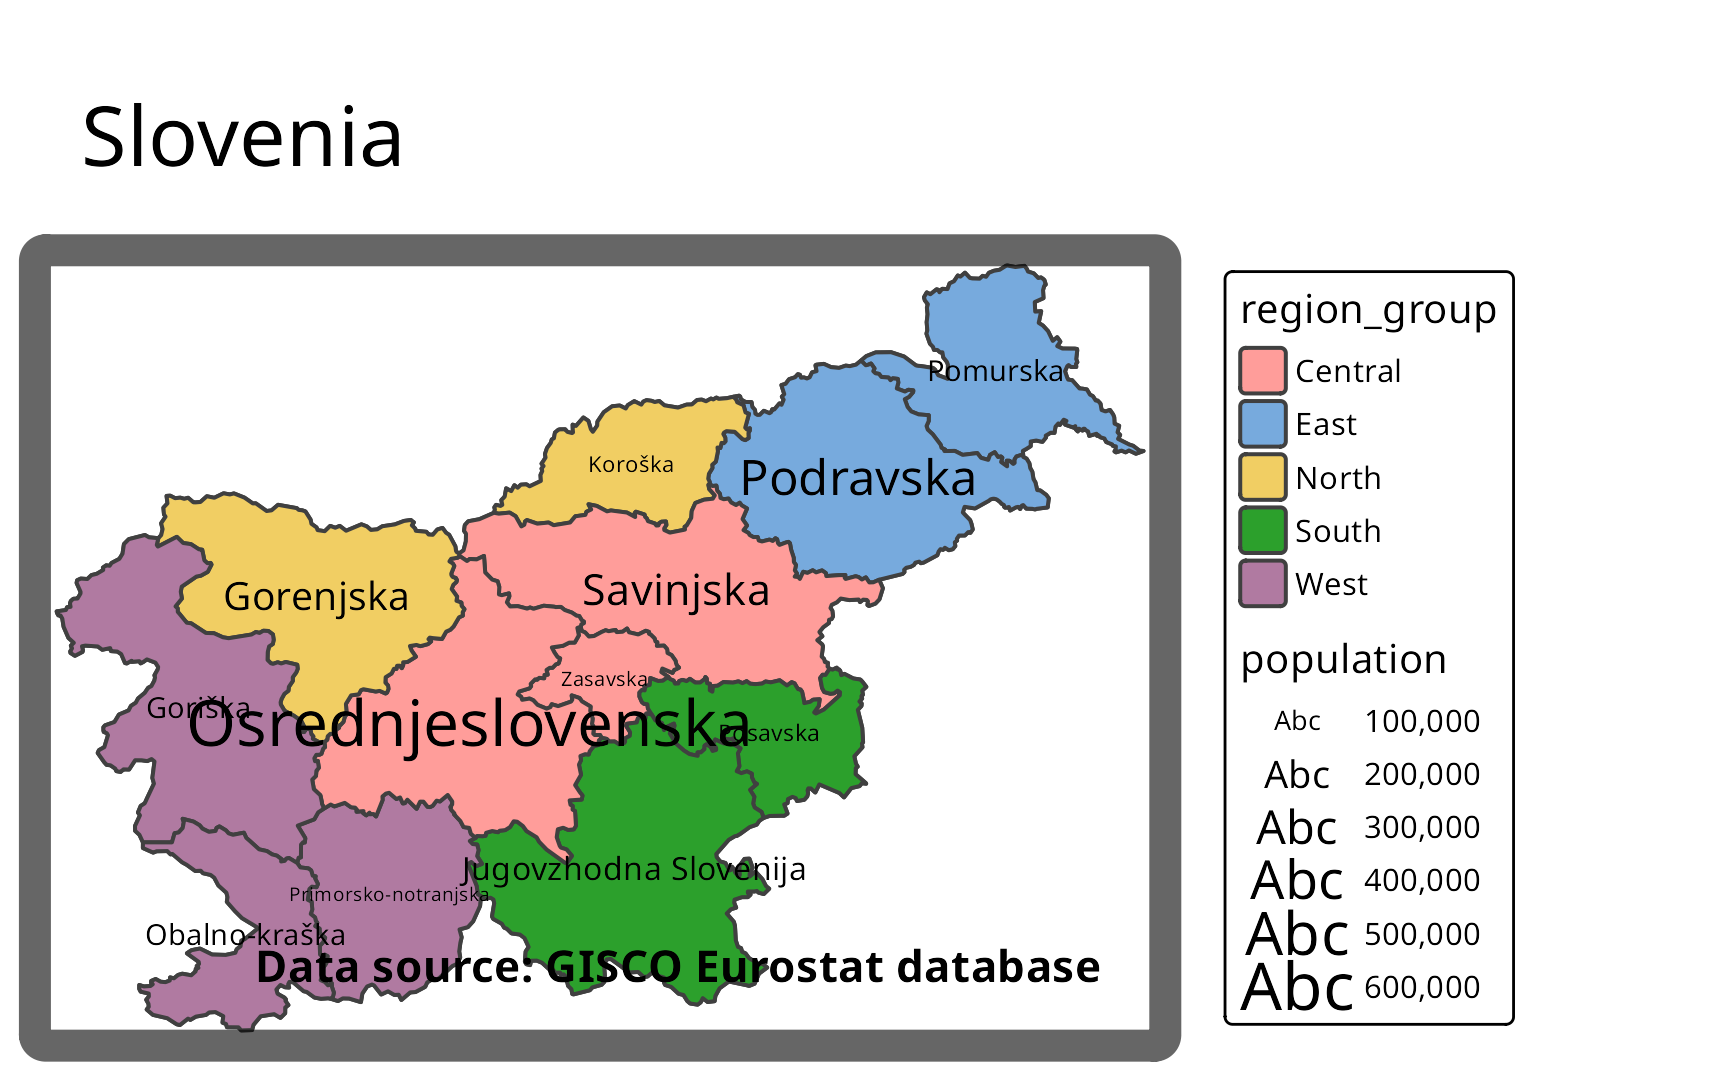 Slovenia
Pomurska
Koroška
Podravska
Gorenjska
Savinjska
Zasavska
Goriška
Osrednjeslovenska
Posavska
Jugovzhodna Slovenija
Primorsko-notranjska
Obalno-kraška
Data source: GISCO Eurostat database
region_group
Central
East
North
South
West
population
Abc 100,000
Abc 200,000
Abc 300,000
Abc 400,000
Abc 500,000
Abc 600,000